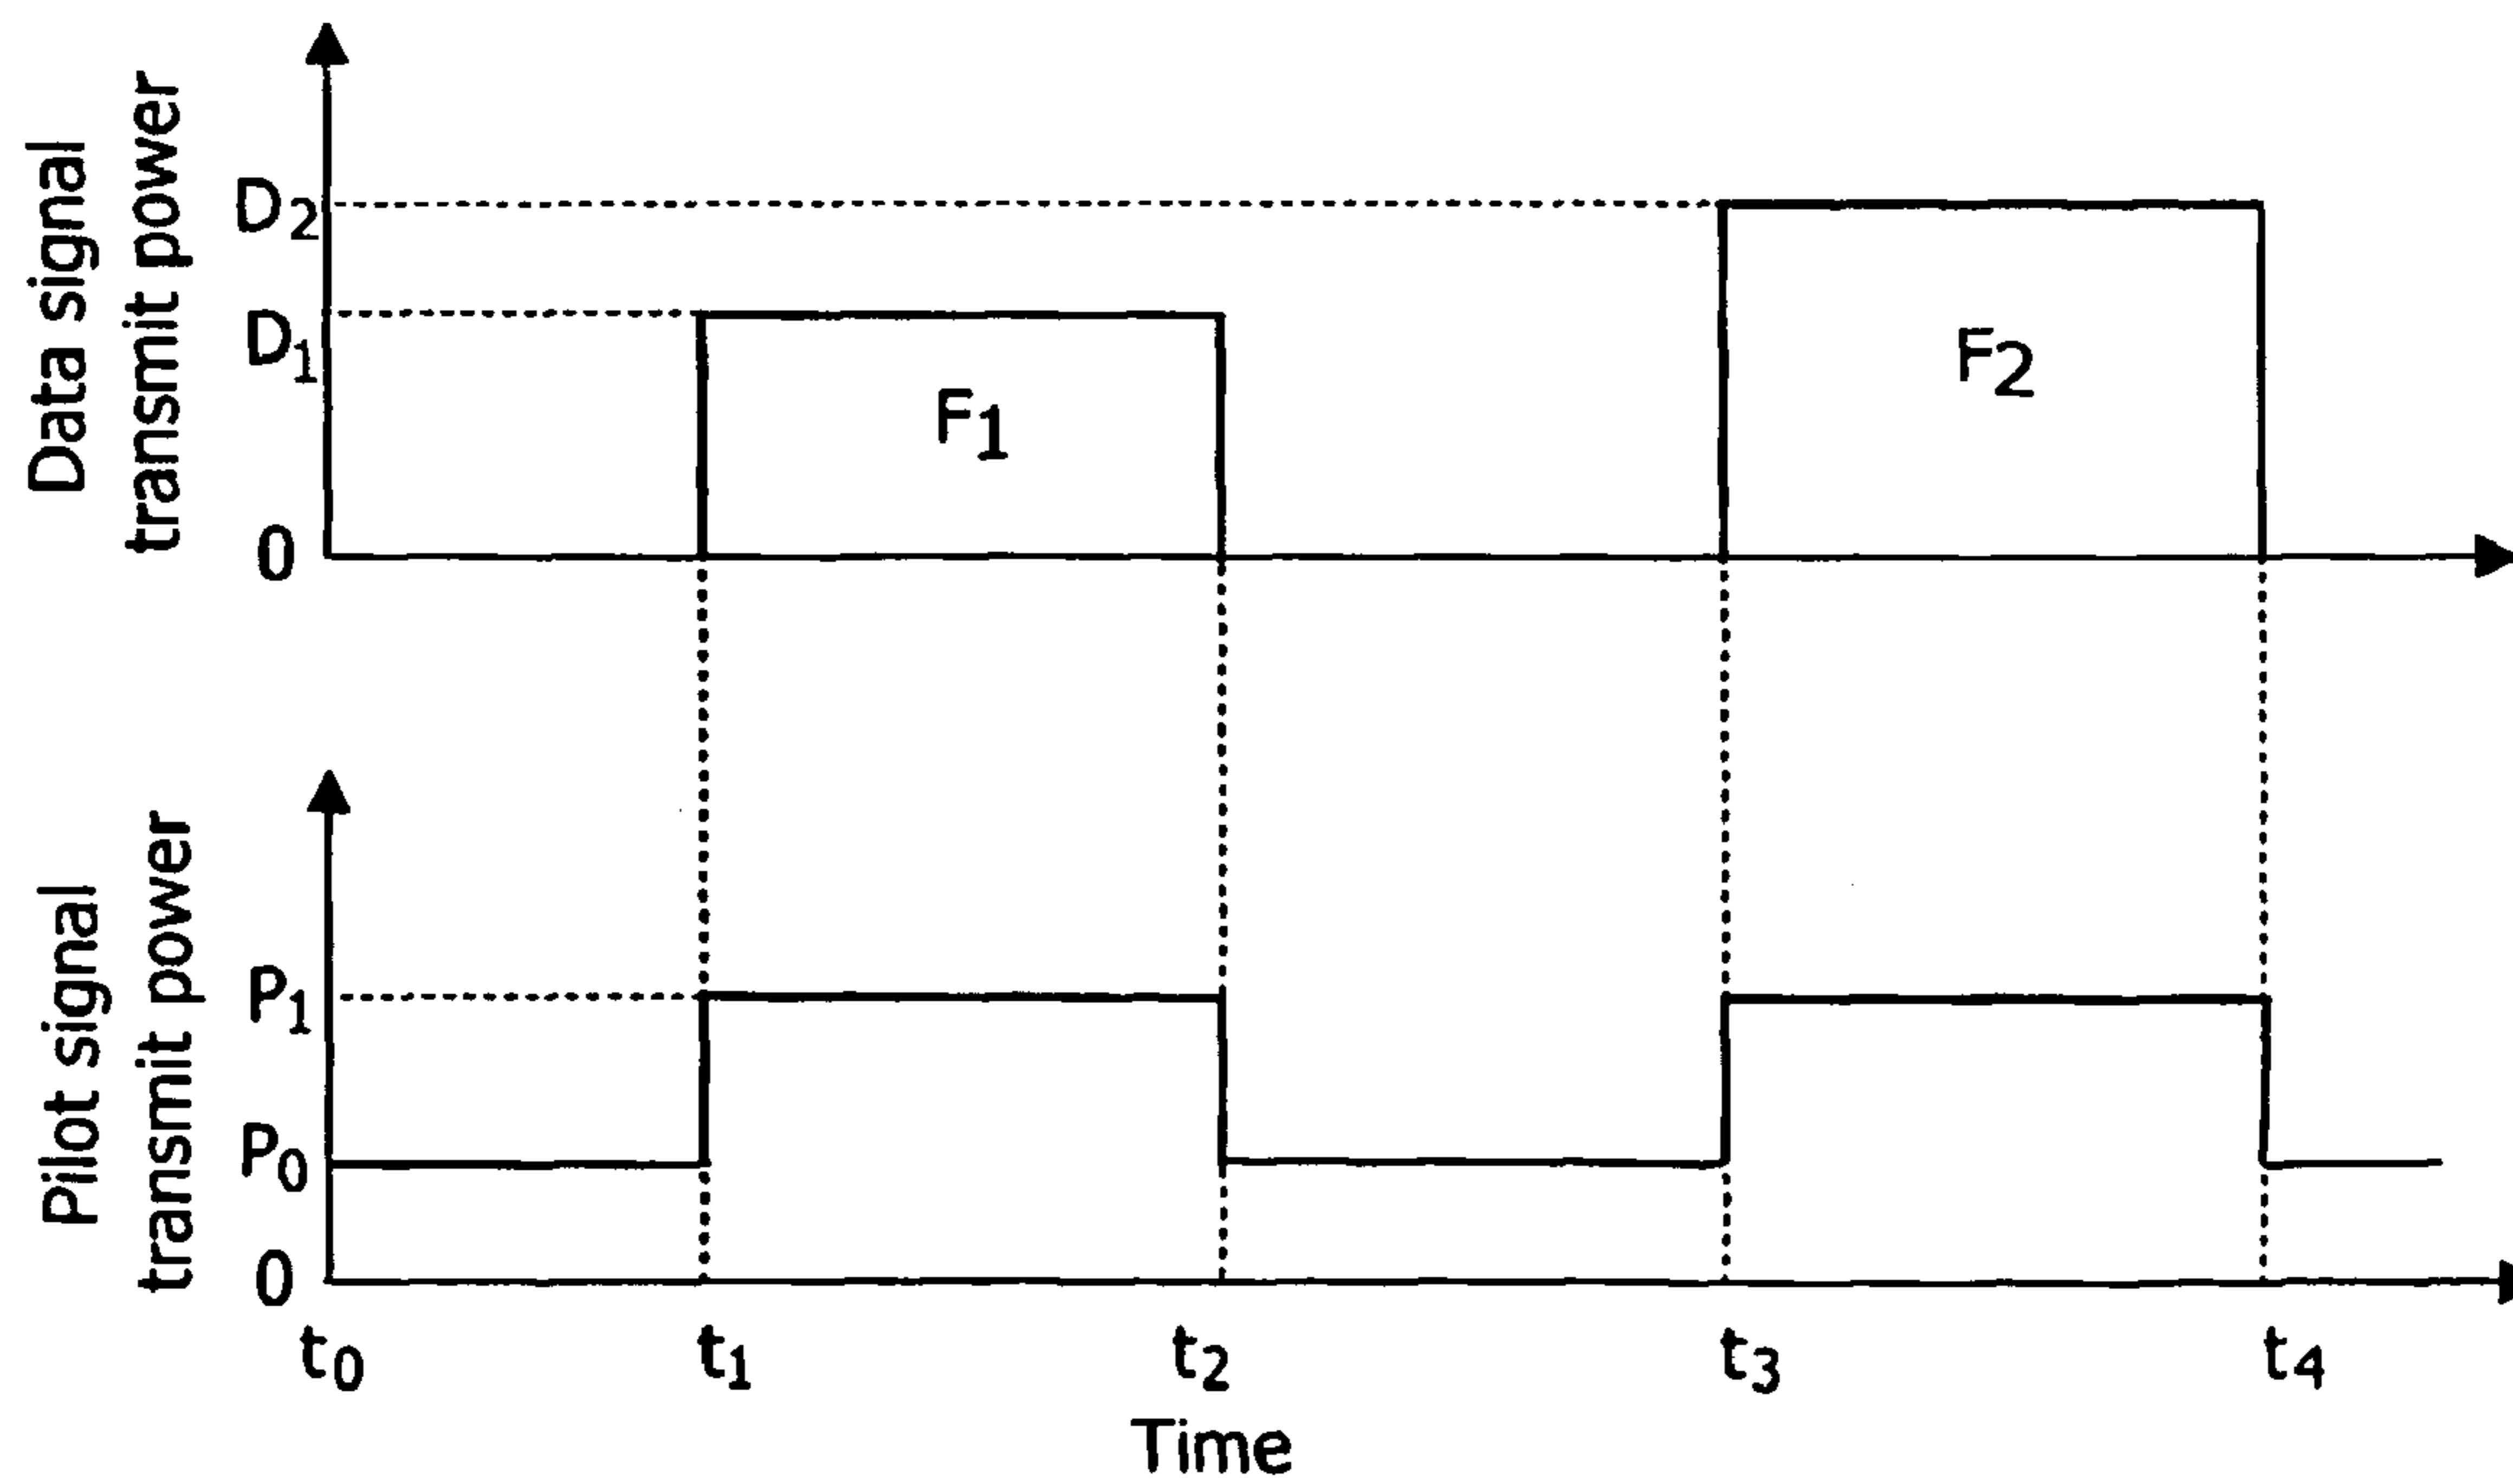 Data signal
transmit power
D2
D1
0
F1
F2
Pilot signal
transmit power
P1
P0
0
t0 t1 t2 t3 t4
Time